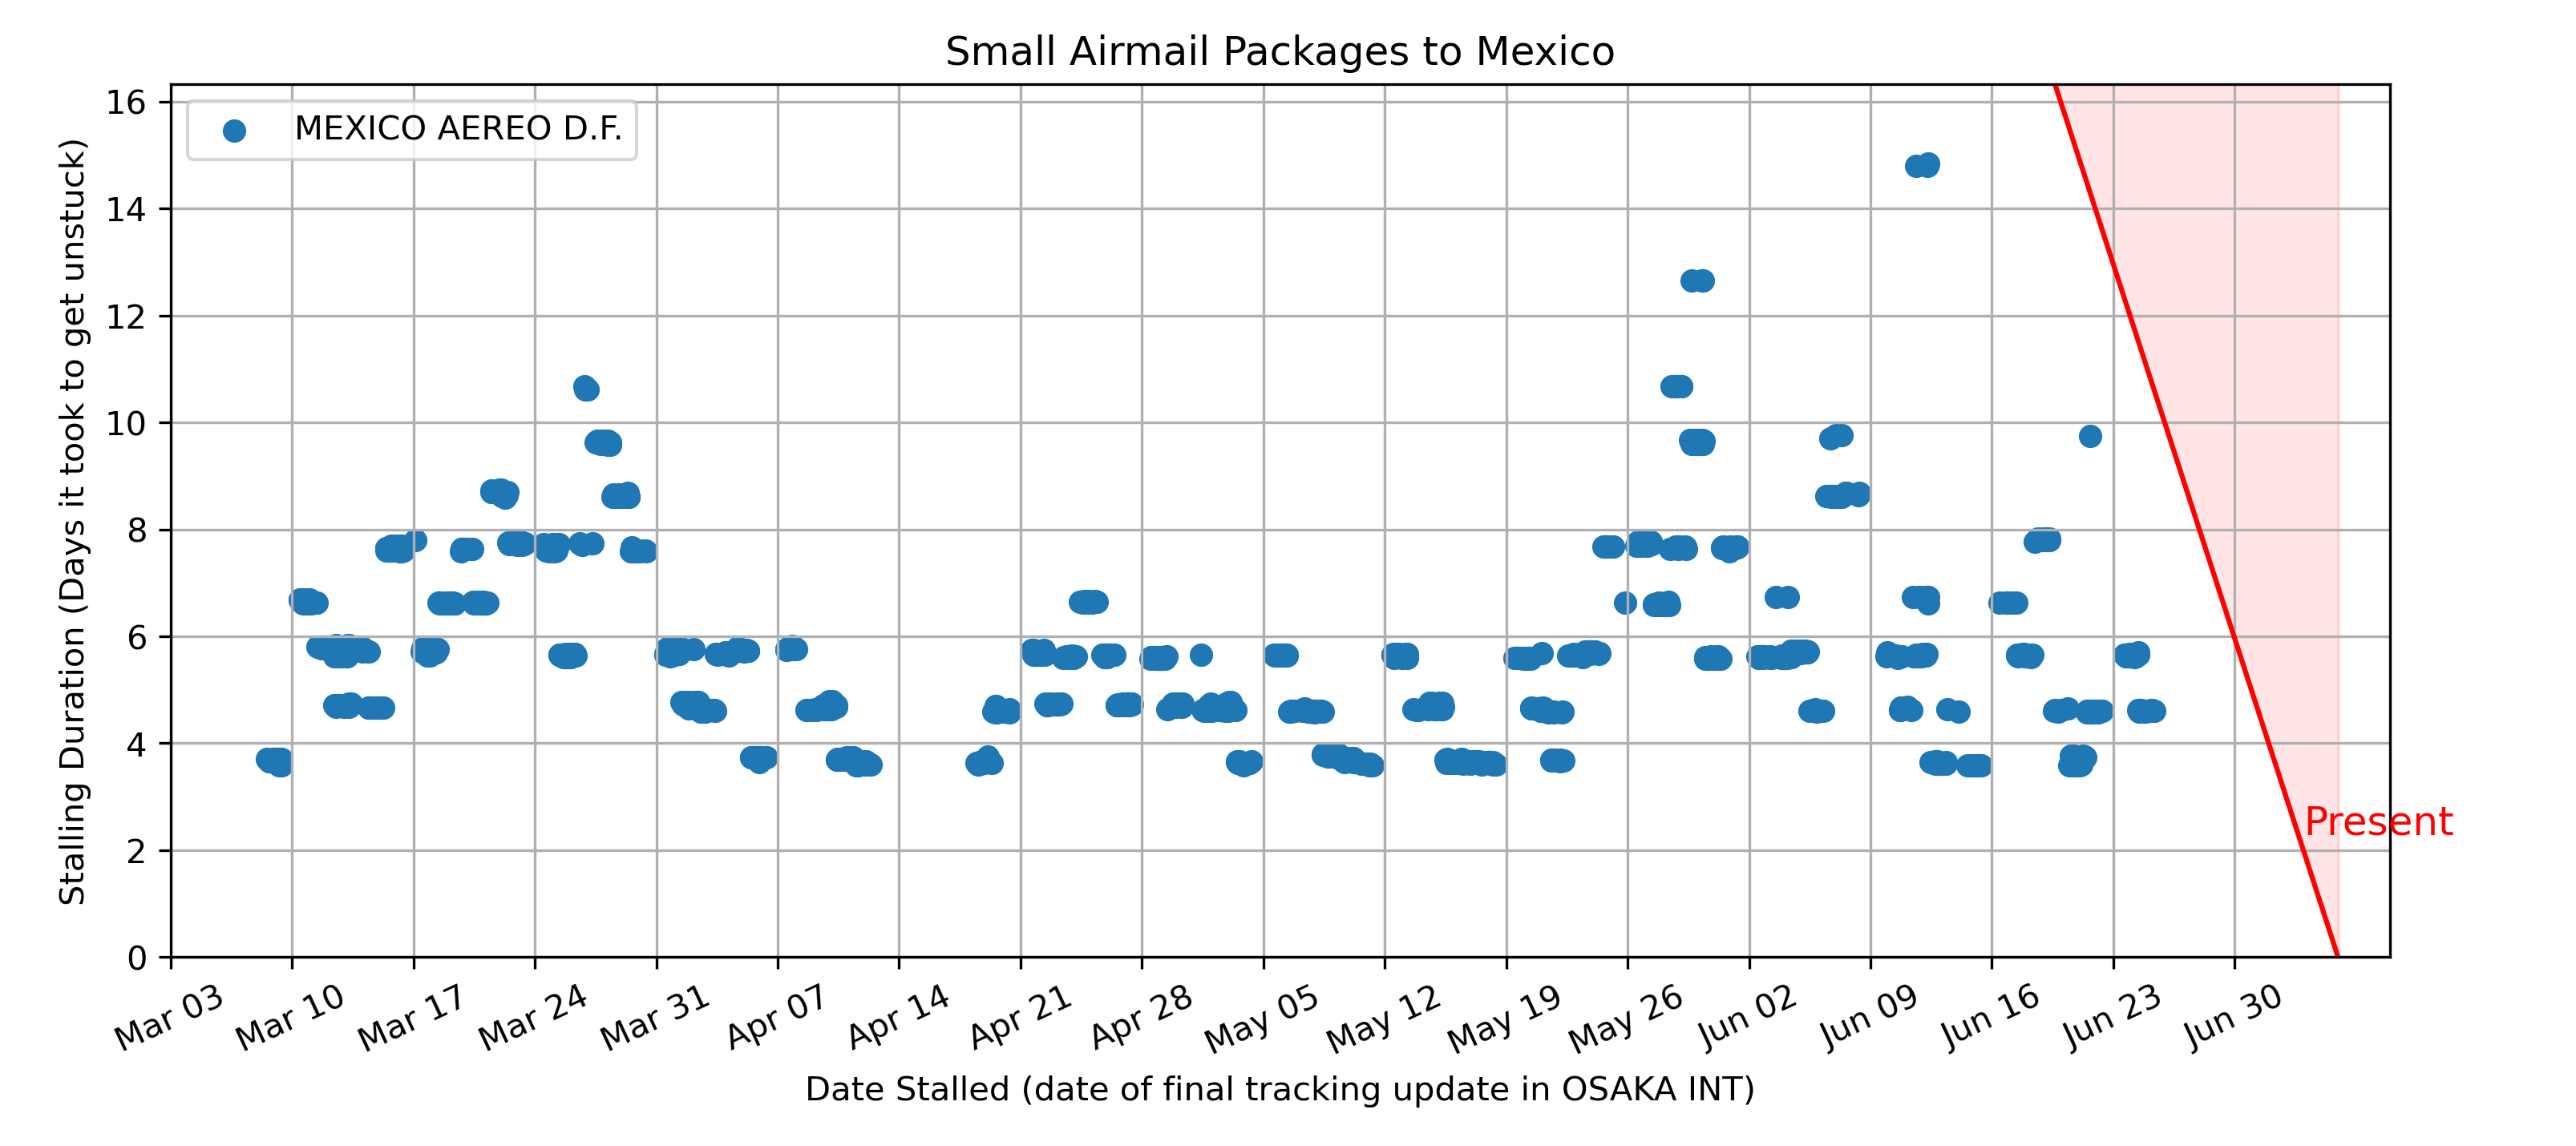 Small Airmail Packages to Mexico
MEXICO AEREO D.F.
Stalling Duration (Days it took to get unstuck)
16
14
12
10
8
6
4
2
0
Present
Mar 03
Mar 10
Mar 17
Mar 24
Mar 31
Apr 07
Apr 14
Apr 21
Apr 28
May 05
May 12
May 19
May 26
Jun 02
Jun 09
Jun 16
Jun 23
Jun 30
Date Stalled (date of final tracking update in OSAKA INT)